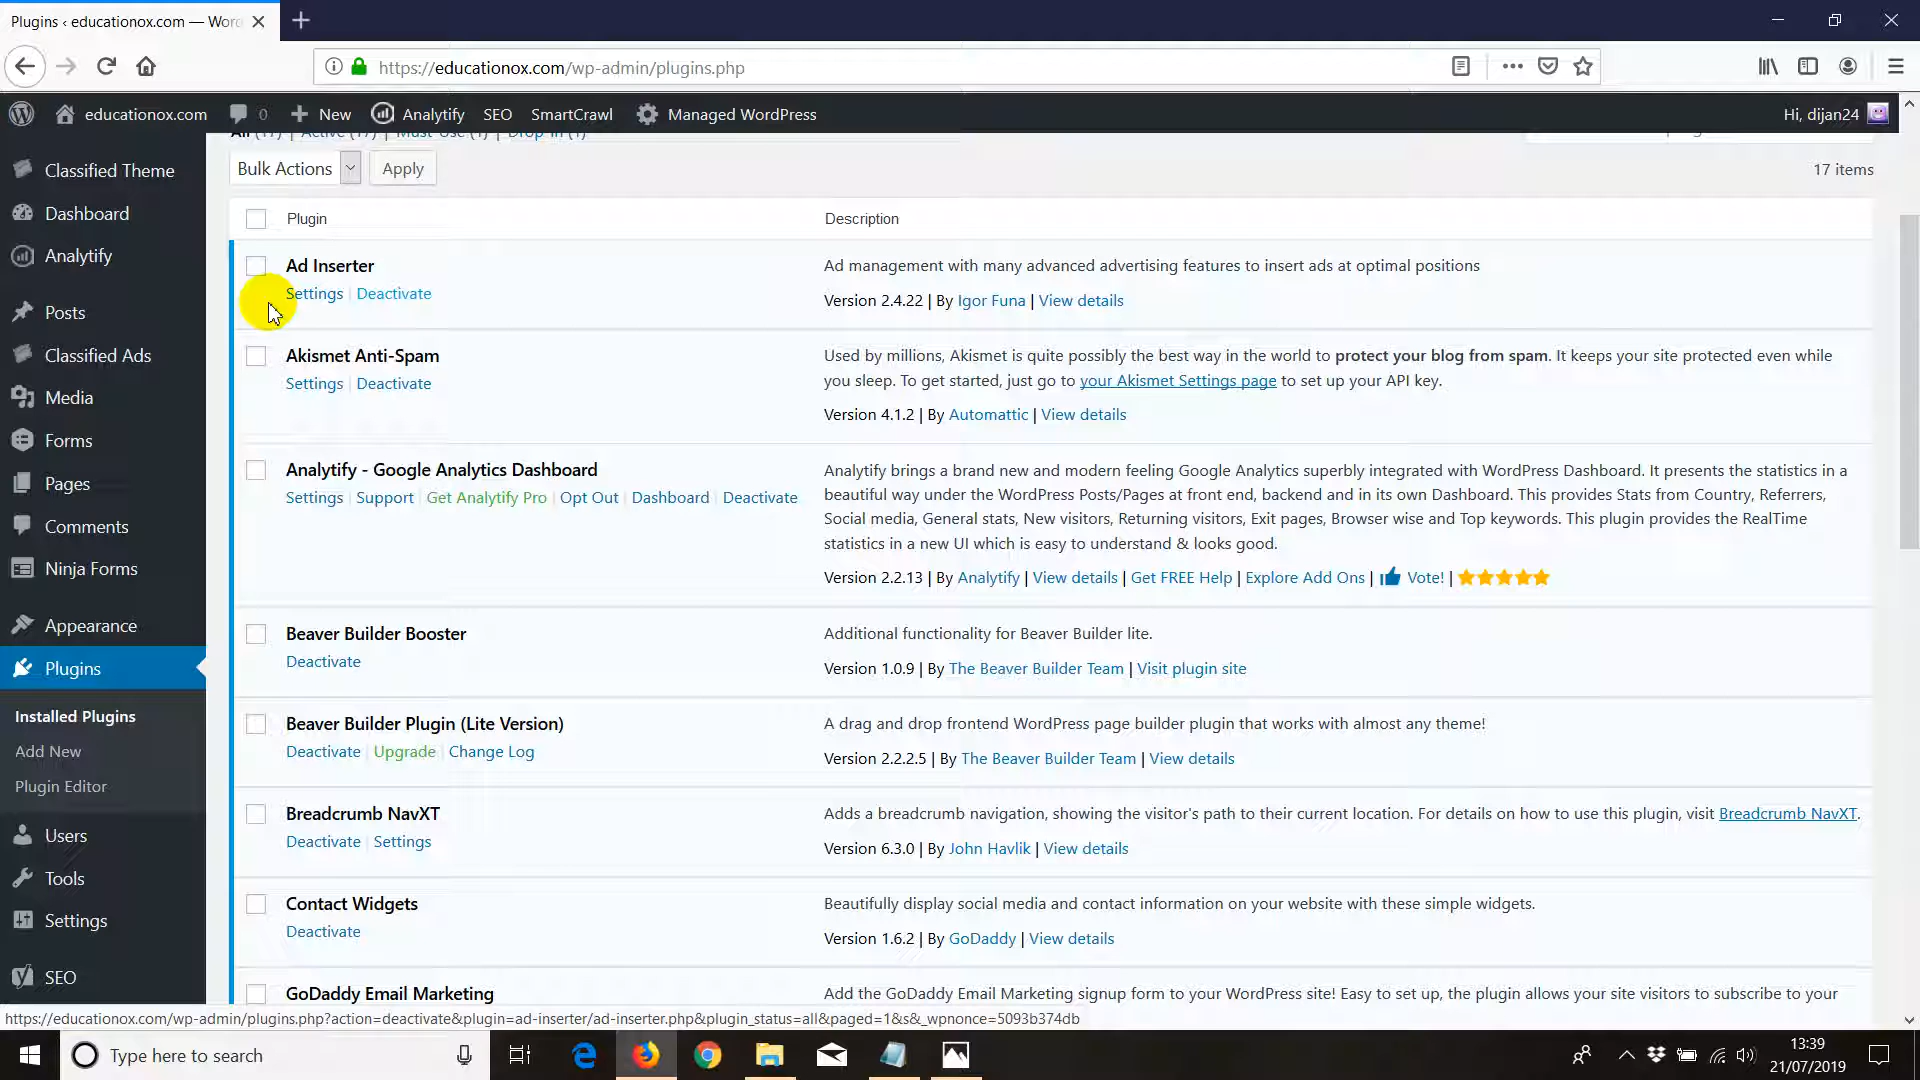 Plugins ‹ educationox.com — Wor
https://educationox.com/wp-admin/plugins.php
educationox.com 0 New Analytify SEO SmartCrawl Managed WordPress Hi, dijan24
All (17) | Active (17) | Must-Use (1) | Drop-in (1)
Bulk Actions Apply 17 items
Plugin Description
Classified Theme
Dashboard
Analytify
Posts
Classified Ads
Media
Forms
Pages
Comments
Ninja Forms
Appearance
Plugins
Installed Plugins
Add New
Plugin Editor
Users
Tools
Settings
SEO
Ad Inserter
Settings | Deactivate
Ad management with many advanced advertising features to insert ads at optimal positions
Version 2.4.22 | By Igor Funa | View details
Akismet Anti-Spam
Settings | Deactivate
Used by millions, Akismet is quite possibly the best way in the world to protect your blog from spam. It keeps your site protected even while
you sleep. To get started, just go to your Akismet Settings page to set up your API key.
Version 4.1.2 | By Automattic | View details
Analytify - Google Analytics Dashboard
Settings | Support | Get Analytify Pro | Opt Out | Dashboard | Deactivate
Analytify brings a brand new and modern feeling Google Analytics superbly integrated with WordPress Dashboard. It presents the statistics in a
beautiful way under the WordPress Posts/Pages at front end, backend and in its own Dashboard. This provides Stats from Country, Referrers,
Social media, General stats, New visitors, Returning visitors, Exit pages, Browser wise and Top keywords. This plugin provides the RealTime
statistics in a new UI which is easy to understand & looks good.
Version 2.2.13 | By Analytify | View details | Get FREE Help | Explore Add Ons | Vote! |
Beaver Builder Booster
Deactivate
Additional functionality for Beaver Builder lite.
Version 1.0.9 | By The Beaver Builder Team | Visit plugin site
Beaver Builder Plugin (Lite Version)
Deactivate | Upgrade | Change Log
A drag and drop frontend WordPress page builder plugin that works with almost any theme!
Version 2.2.2.5 | By The Beaver Builder Team | View details
Breadcrumb NavXT
Deactivate | Settings
Adds a breadcrumb navigation, showing the visitor's path to their current location. For details on how to use this plugin, visit Breadcrumb NavXT.
Version 6.3.0 | By John Havlik | View details
Contact Widgets
Deactivate
Beautifully display social media and contact information on your website with these simple widgets.
Version 1.6.2 | By GoDaddy | View details
GoDaddy Email Marketing
Add the GoDaddy Email Marketing signup form to your WordPress site! Easy to set up, the plugin allows your site visitors to subscribe to your
https://educationox.com/wp-admin/plugins.php?action=deactivate&plugin=ad-inserter/ad-inserter.php&plugin_status=all&paged=1&s&_wpnonce=5093b374db
Type here to search
13:39
21/07/2019